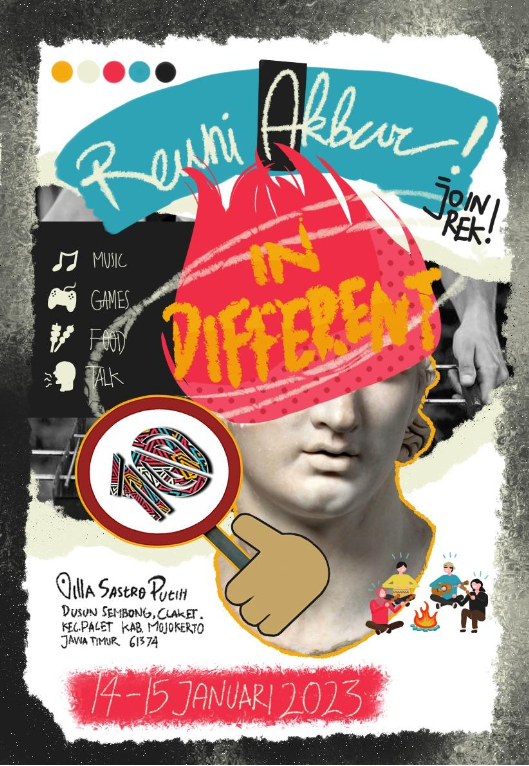 Reuni Akbar!
JOIN
REK!
IN
DIFFERENT
MUSIC
GAMES
FOOD
TALK
10
Villa Sastro Putih
DUSUN SEMBONG, CLAKET.
KEC.PACET KAB. MOJOKERTO
JAWA TIMUR 61374
14-15 JANUARI 2023